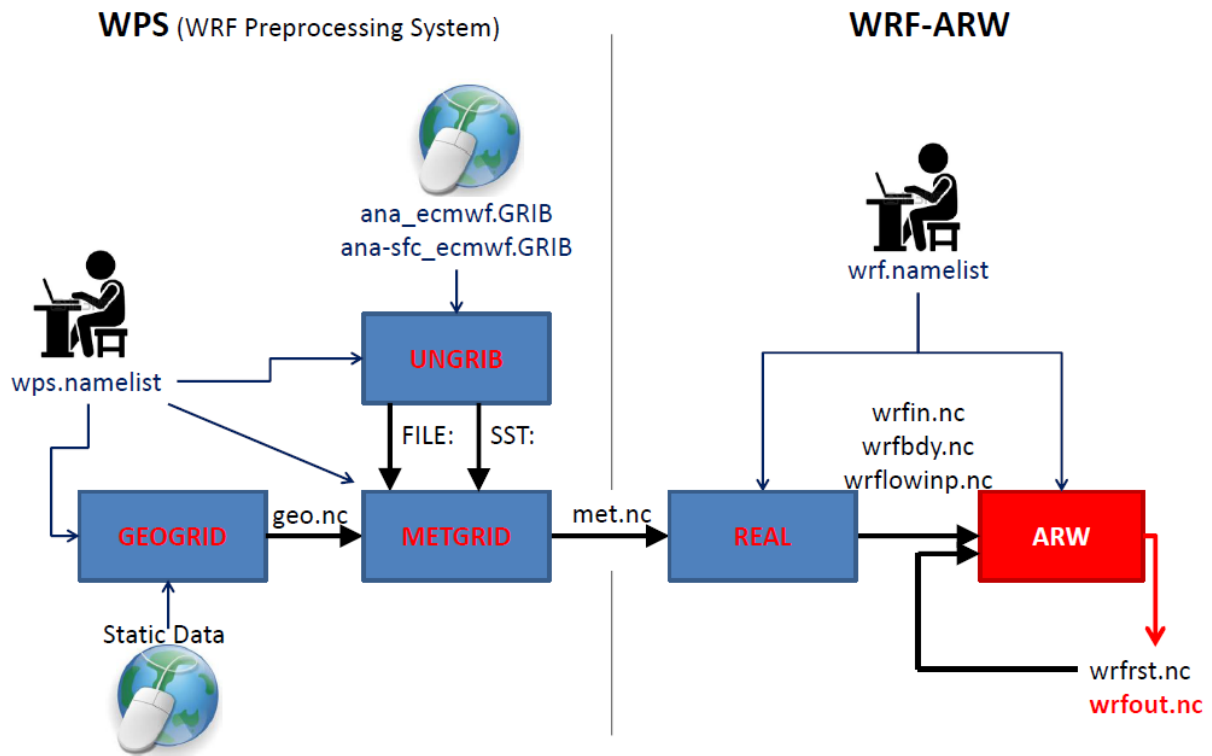 WPS (WRF Preprocessing System)
WRF-ARW
ana_ecmwf.GRIB
ana-sfc_ecmwf.GRIB
wrf.namelist
wps.namelist
UNGRIB
FILE:
SST:
wrfin.nc
wrfbdy.nc
wrflowinp.nc
GEOGRID
geo.nc
METGRID
met.nc
REAL
ARW
Static Data
wrfrst.nc
wrfout.nc